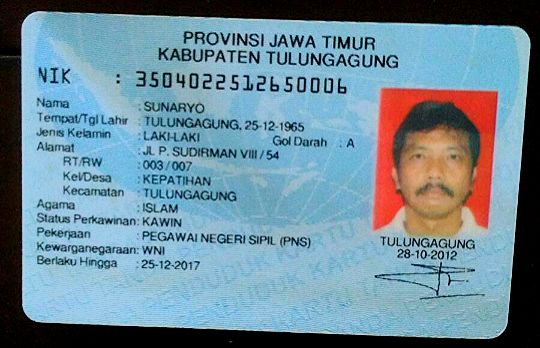 PROVINSI JAWA TIMUR
KABUPATEN TULUNGAGUNG
NIK : 3504022512650006
Nama : SUNARYO
Tempat/Tgl Lahir : TULUNGAGUNG, 25-12-1965
Jenis Kelamin : LAKI-LAKI Gol Darah : A
Alamat : JL P. SUDIRMAN VIII / 54
RT/RW : 003 / 007
Kel/Desa : KEPATIHAN
Kecamatan : TULUNGAGUNG
Agama : ISLAM
Status Perkawinan: KAWIN
Pekerjaan : PEGAWAI NEGERI SIPIL (PNS)
Kewarganegaraan: WNI
Berlaku Hingga : 25-12-2017
TULUNGAGUNG
28-10-2012